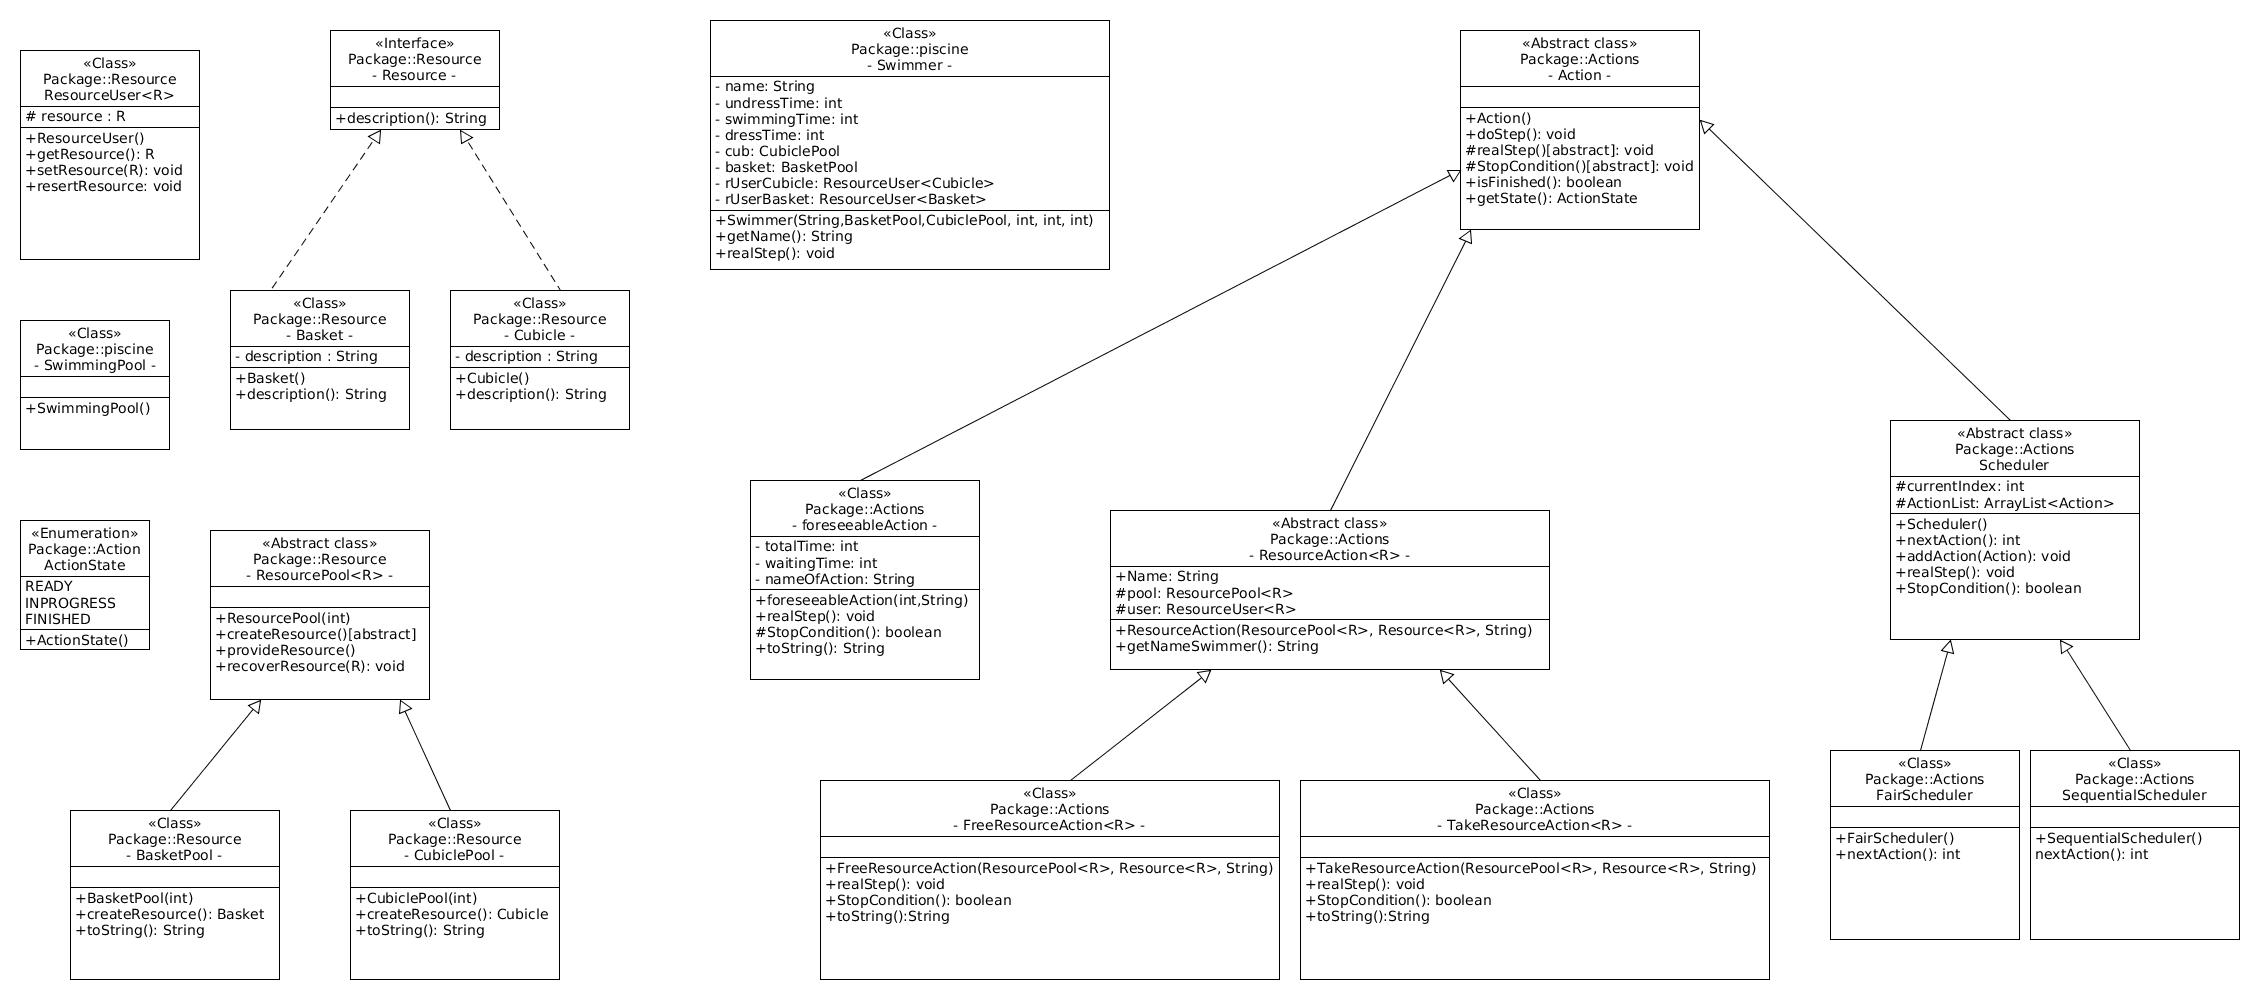 «Class»
Package::Resource
ResourceUser<R>
# resource : R
+ResourceUser()
+getResource(): R
+setResource(R): void
+resertResource: void
«Interface»
Package::Resource
- Resource -
+description(): String
«Class»
Package::piscine
- Swimmer -
- name: String
- undressTime: int
- swimmingTime: int
- dressTime: int
- cub: CubiclePool
- basket: BasketPool
- rUserCubicle: ResourceUser<Cubicle>
- rUserBasket: ResourceUser<Basket>
+Swimmer(String,BasketPool,CubiclePool, int, int, int)
+getName(): String
+realStep(): void
«Abstract class»
Package::Actions
- Action -
+Action()
+doStep(): void
#realStep()[abstract]: void
#StopCondition()[abstract]: void
+isFinished(): boolean
+getState(): ActionState
«Class»
Package::piscine
- SwimmingPool -
+SwimmingPool()
«Class»
Package::Resource
- Basket -
- description : String
+Basket()
+description(): String
«Class»
Package::Resource
- Cubicle -
- description : String
+Cubicle()
+description(): String
«Enumeration»
Package::Action
ActionState
READY
INPROGRESS
FINISHED
+ActionState()
«Abstract class»
Package::Resource
- ResourcePool<R> -
+ResourcePool(int)
+createResource()[abstract]
+provideResource()
+recoverResource(R): void
«Class»
Package::Actions
- foreseeableAction -
- totalTime: int
- waitingTime: int
- nameOfAction: String
+foreseeableAction(int,String)
+realStep(): void
#StopCondition(): boolean
+toString(): String
«Abstract class»
Package::Actions
- ResourceAction<R> -
+Name: String
#pool: ResourcePool<R>
#user: ResourceUser<R>
+ResourceAction(ResourcePool<R>, Resource<R>, String)
+getNameSwimmer(): String
«Abstract class»
Package::Actions
Scheduler
#currentIndex: int
#ActionList: ArrayList<Action>
+Scheduler()
+nextAction(): int
+addAction(Action): void
+realStep(): void
+StopCondition(): boolean
«Class»
Package::Resource
- BasketPool -
+BasketPool(int)
+createResource(): Basket
+toString(): String
«Class»
Package::Resource
- CubiclePool -
+CubiclePool(int)
+createResource(): Cubicle
+toString(): String
«Class»
Package::Actions
- FreeResourceAction<R> -
+FreeResourceAction(ResourcePool<R>, Resource<R>, String)
+realStep(): void
+StopCondition(): boolean
+toString():String
«Class»
Package::Actions
- TakeResourceAction<R> -
+TakeResourceAction(ResourcePool<R>, Resource<R>, String)
+realStep(): void
+StopCondition(): boolean
+toString():String
«Class»
Package::Actions
FairScheduler
+FairScheduler()
+nextAction(): int
«Class»
Package::Actions
SequentialScheduler
+SequentialScheduler()
nextAction(): int